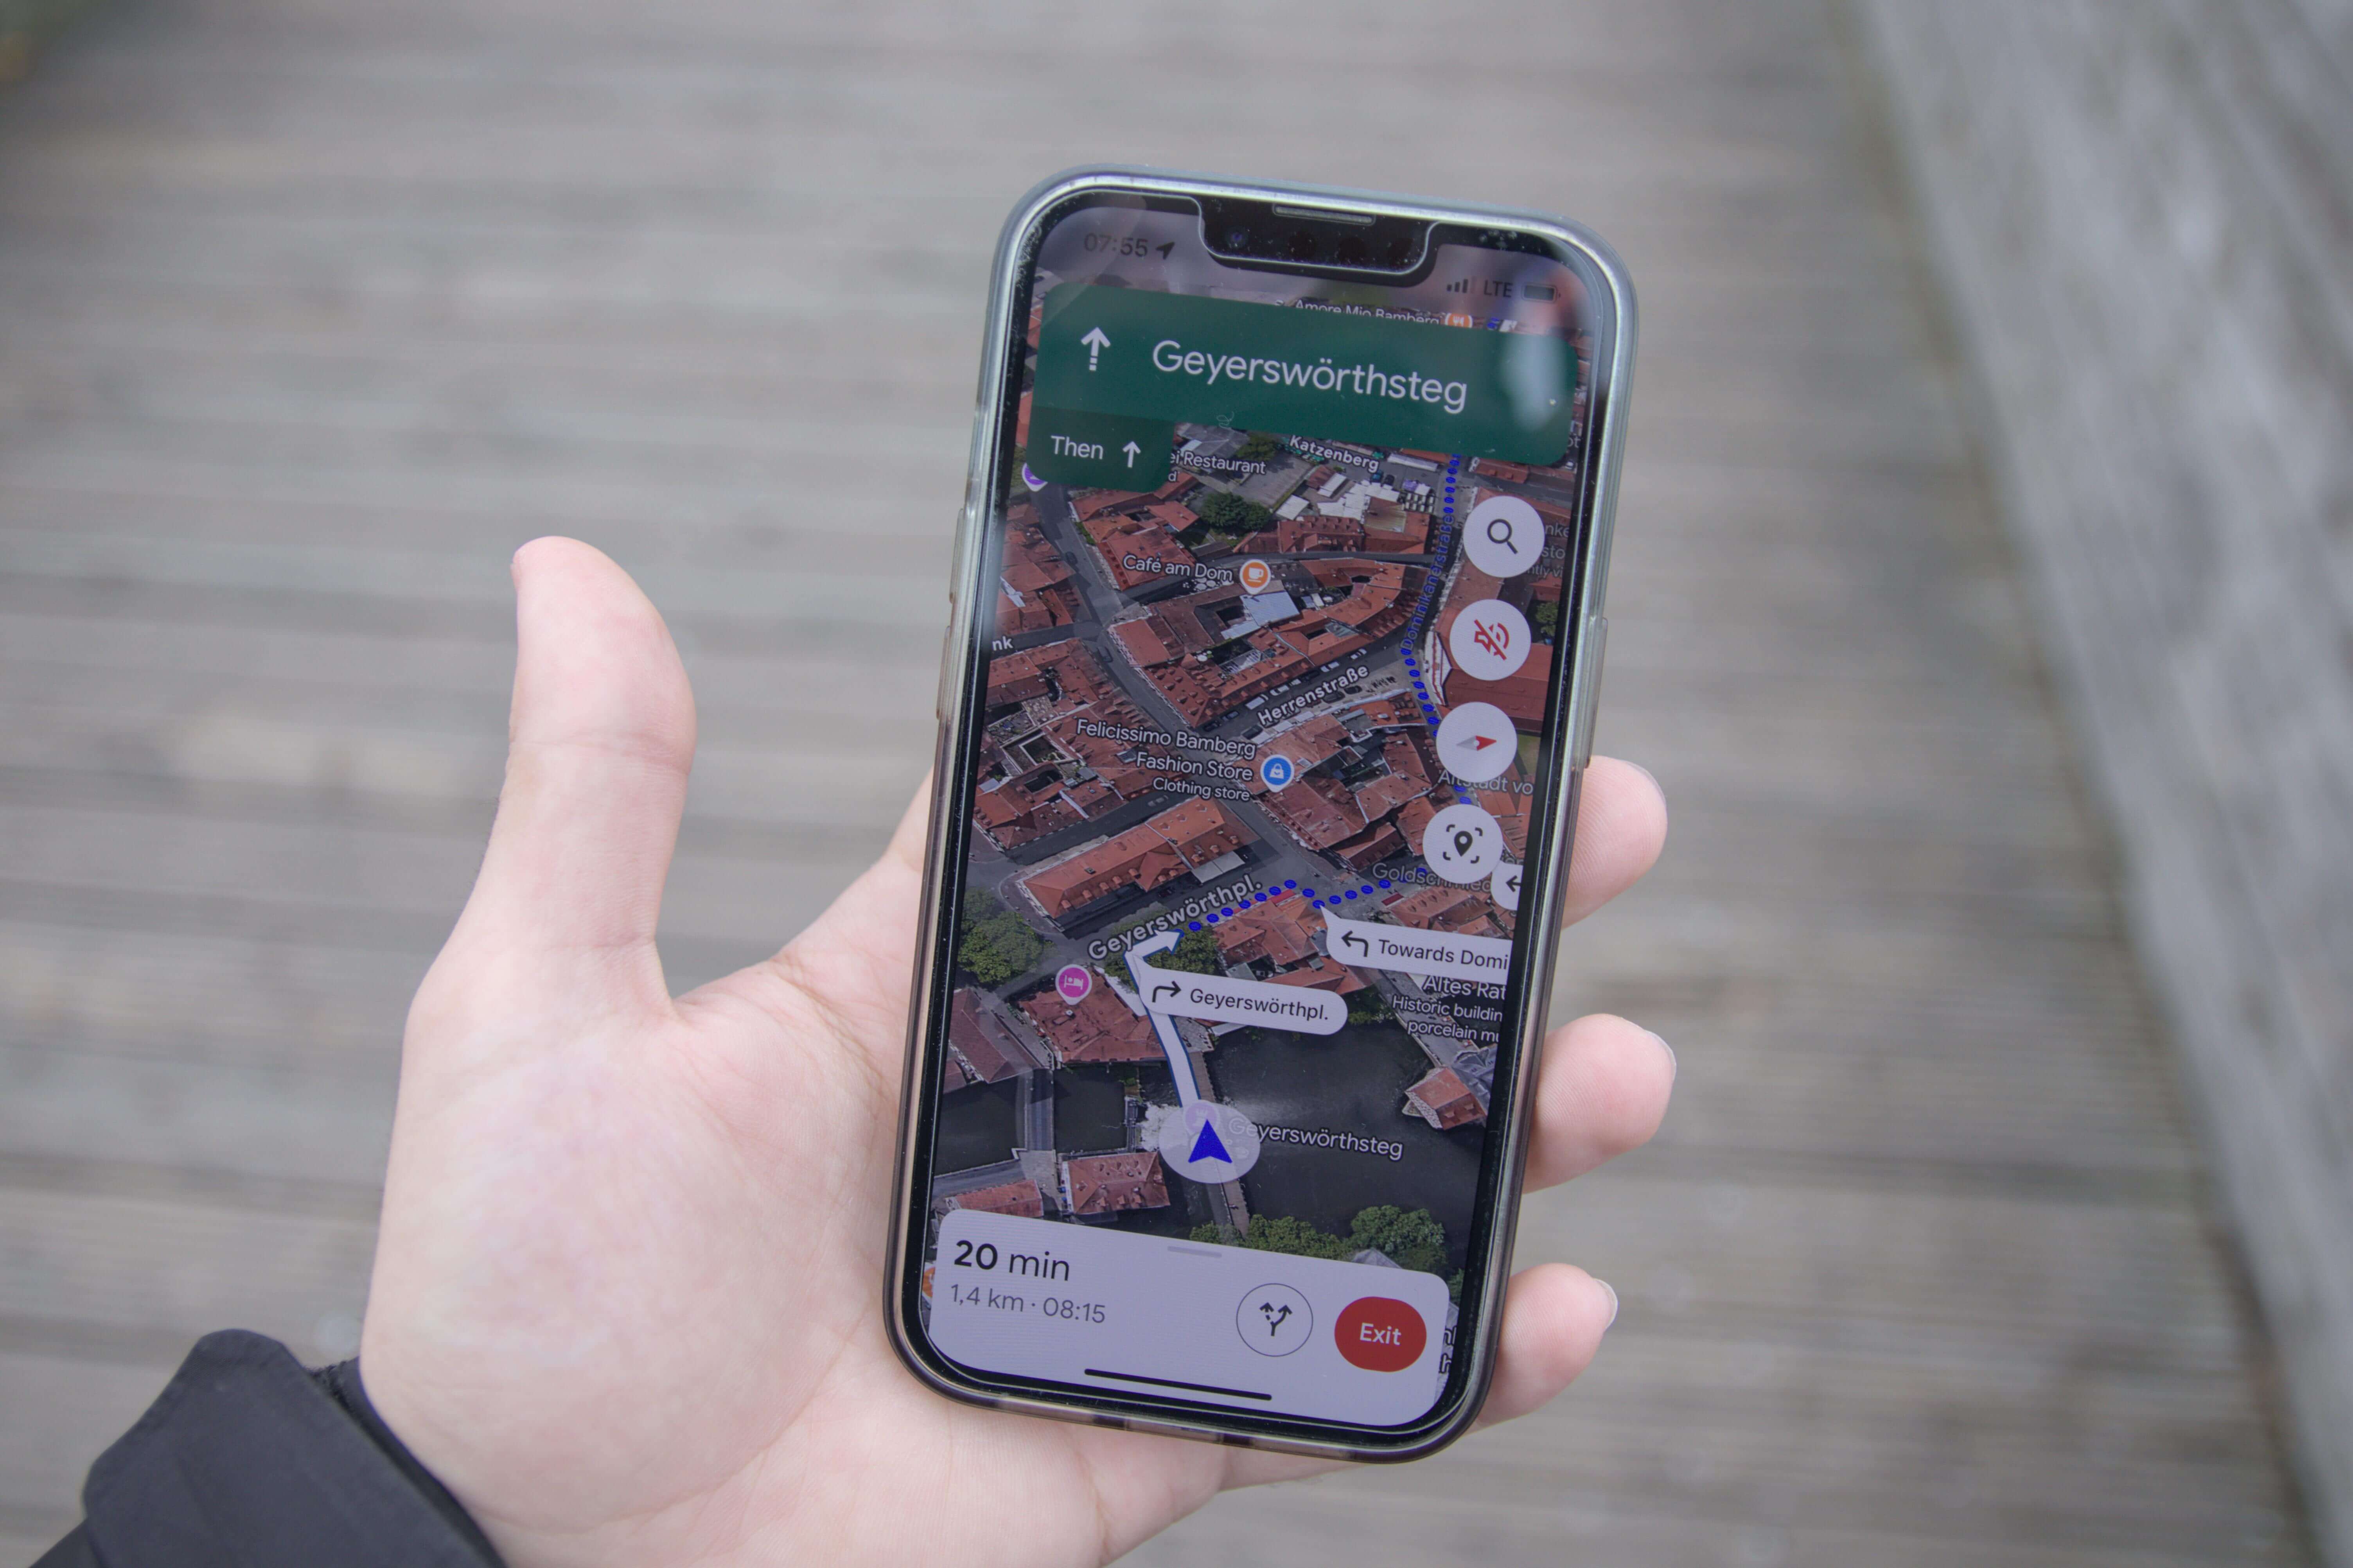 07:55
LTE
Amore Mio Bamberg
Geyerswörthsteg
Then
Restaurant
Katzenberg
Café am Dom
Dominikanerstraße
Herrenstraße
Felicissimo Bamberg
Fashion Store
Clothing store
Altstadt vo
Geyerswörthpl.
Towards Domi
Geyerswörthpl.
Altes Rat
Historic buildin
porcelain mu
Geyerswörthsteg
20 min
1,4 km · 08:15
Exit